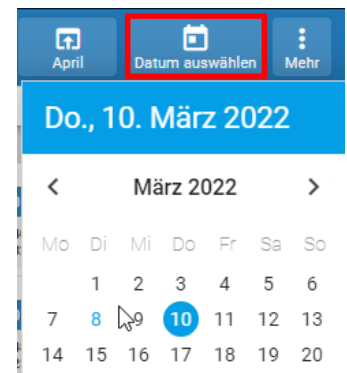 April Datum auswählen Mehr
Do., 10. März 2022
März 2022
Mo Di Mi Do Fr Sa So
1 2 3 4 5 6
7 8 9 10 11 12 13
14 15 16 17 18 19 20